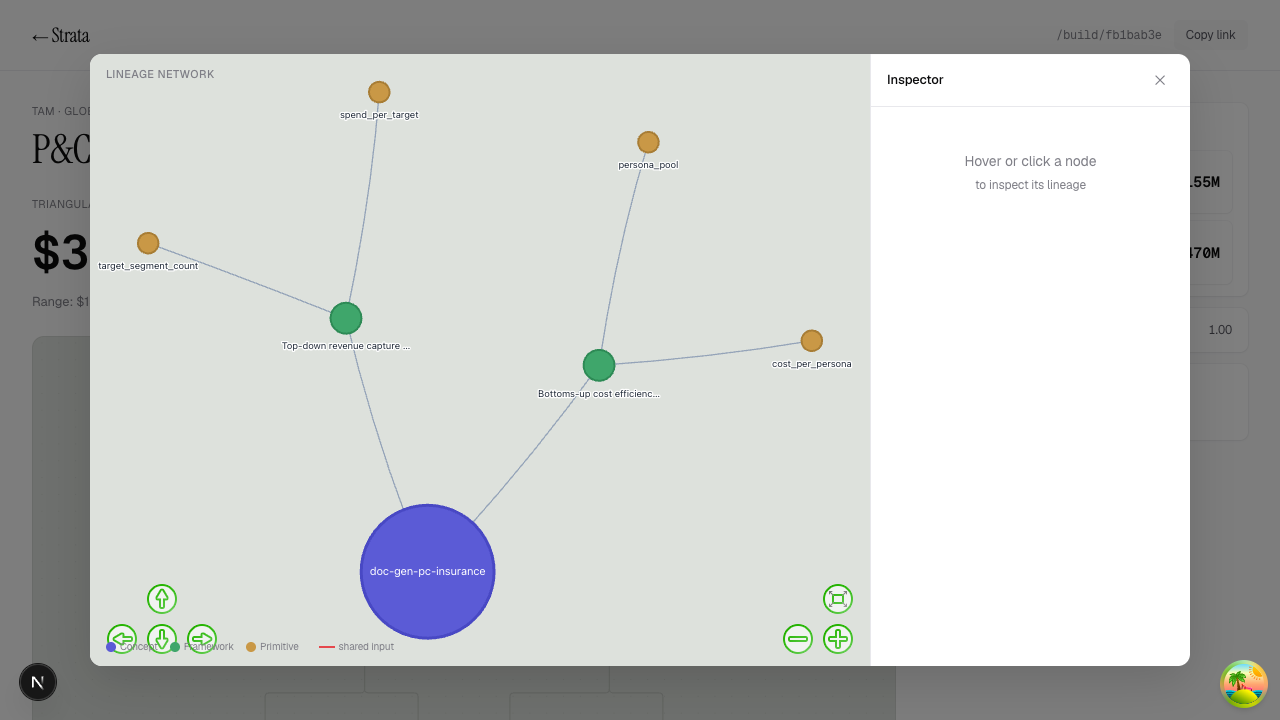 ← Strata
/build/fb1bab3e
Copy link
TAM · GLOB
P&C
TRIANGULA
$3
Range: $1
155M
470M
1.00
LINEAGE NETWORK
spend_per_target
persona_pool
target_segment_count
Top-down revenue capture ...
cost_per_persona
Bottoms-up cost efficienc...
doc-gen-pc-insurance
Concept
Framework
Primitive
shared input
Inspector
Hover or click a node
to inspect its lineage
N